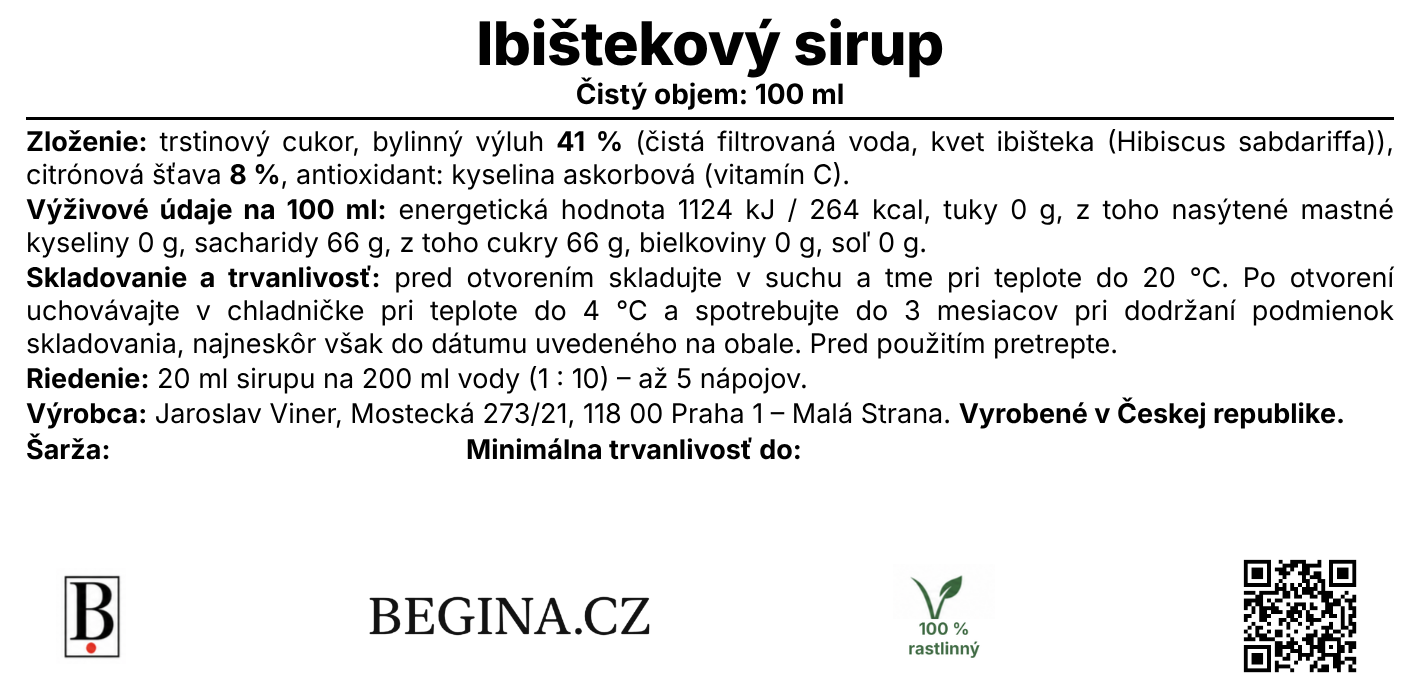 Ibištekový sirup
Čistý objem: 100 ml
Zloženie: trstinový cukor, bylinný výluh 41 % (čistá filtrovaná voda, kvet ibišteka (Hibiscus sabdariffa)),
citrónová šťava 8 %, antioxidant: kyselina askorbová (vitamín C).
Výživové údaje na 100 ml: energetická hodnota 1124 kJ / 264 kcal, tuky 0 g, z toho nasýtené mastné
kyseliny 0 g, sacharidy 66 g, z toho cukry 66 g, bielkoviny 0 g, soľ 0 g.
Skladovanie a trvanlivosť: pred otvorením skladujte v suchu a tme pri teplote do 20 °C. Po otvorení
uchovávajte v chladničke pri teplote do 4 °C a spotrebujte do 3 mesiacov pri dodržaní podmienok
skladovania, najneskôr však do dátumu uvedeného na obale. Pred použitím pretrepte.
Riedenie: 20 ml sirupu na 200 ml vody (1 : 10) – až 5 nápojov.
Výrobca: Jaroslav Viner, Mostecká 273/21, 118 00 Praha 1 – Malá Strana. Vyrobené v Českej republike.
Šarža: Minimálna trvanlivosť do:
B
BEGINA.CZ
100 %
rastlinný